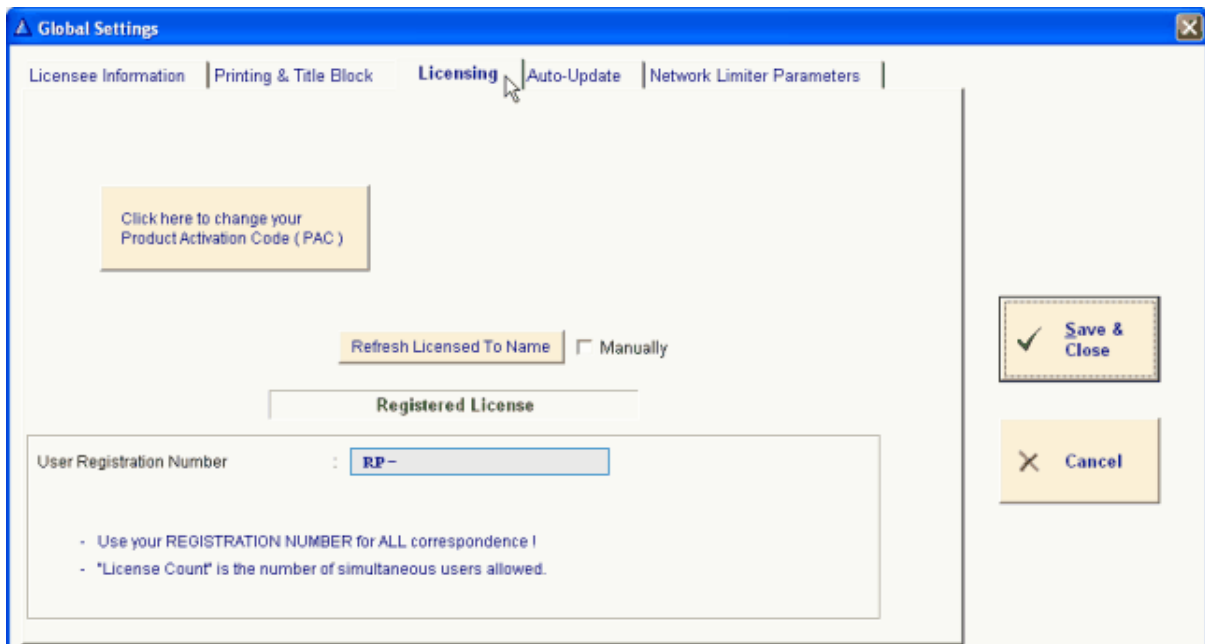 Global Settings
Licensee Information Printing & Title Block Licensing Auto-Update Network Limiter Parameters
Click here to change your
Product Activation Code ( PAC )
Refresh Licensed To Name Manually
Registered License
User Registration Number : RP-
- Use your REGISTRATION NUMBER for ALL correspondence !
- "License Count" is the number of simultaneous users allowed.
Save &
Close
Cancel